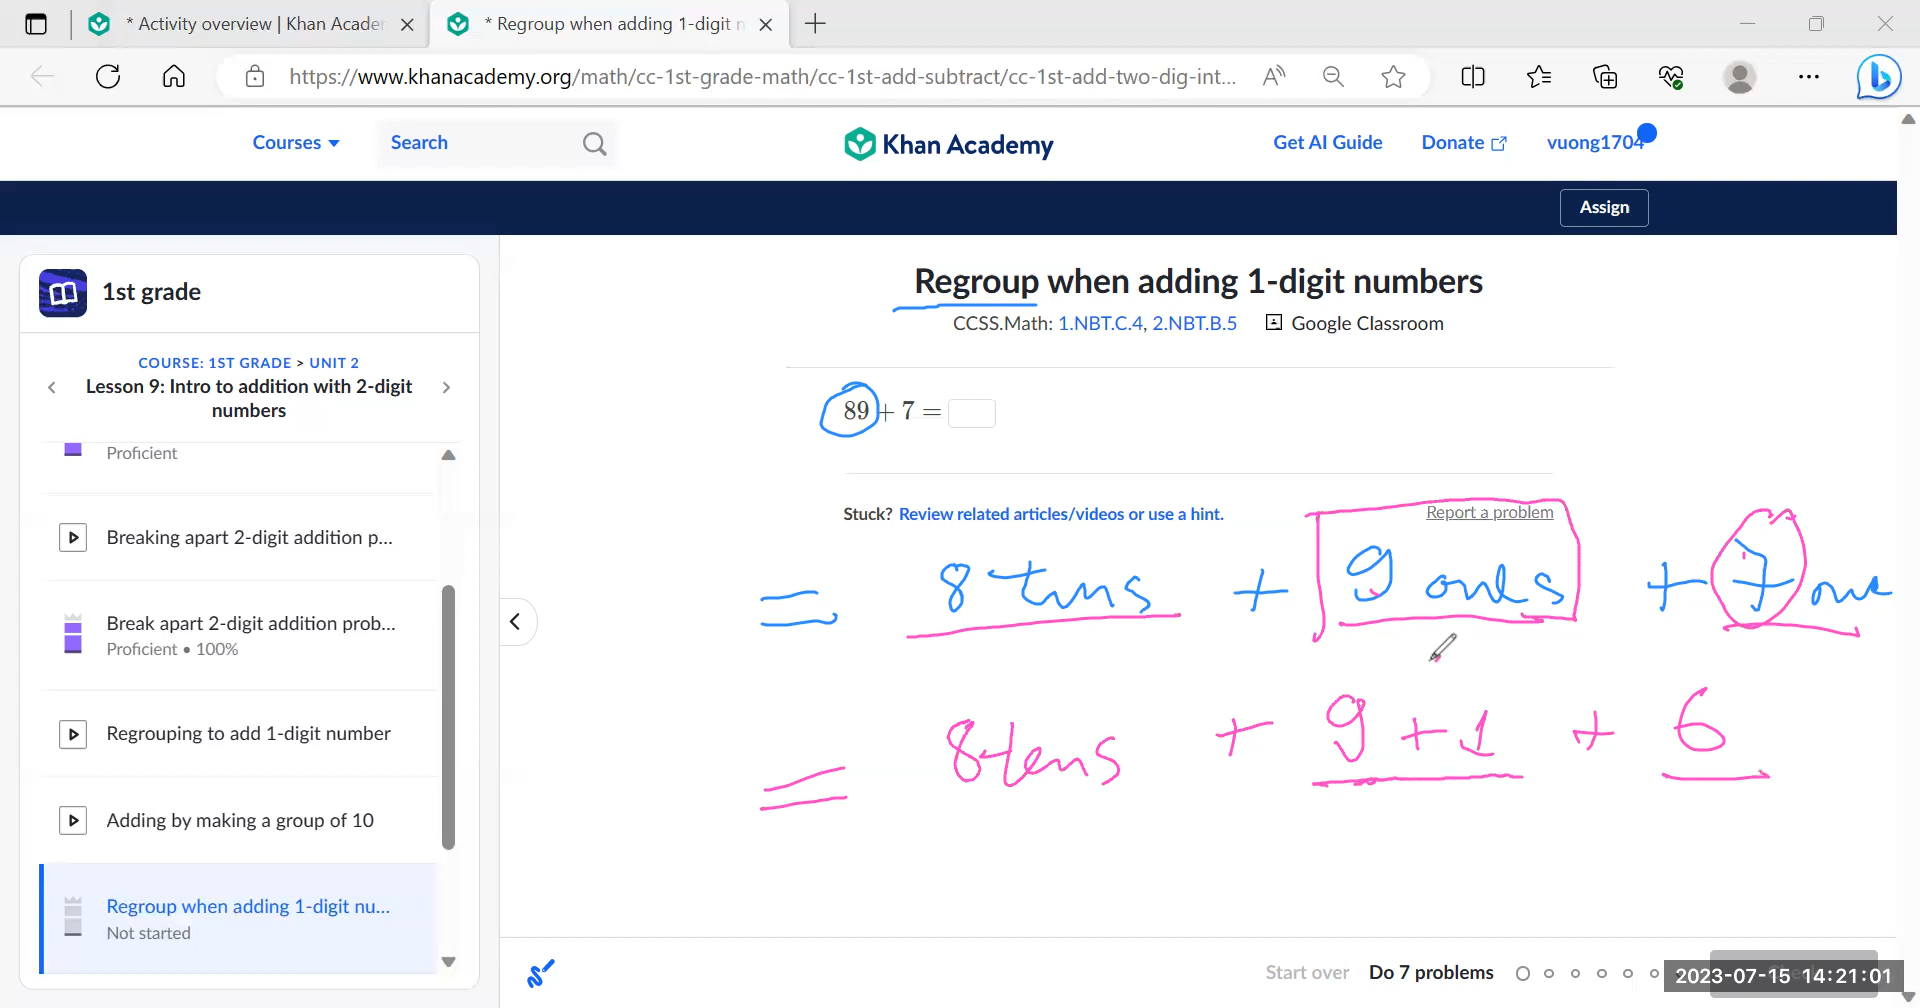 * Activity overview | Khan Acade
* Regroup when adding 1-digit n
https://www.khanacademy.org/math/cc-1st-grade-math/cc-1st-add-subtract/cc-1st-add-two-dig-int...
Courses
Search
Khan Academy
Get AI Guide
Donate
vuong1704
Assign
1st grade
COURSE: 1ST GRADE > UNIT 2
Lesson 9: Intro to addition with 2-digit
numbers
Proficient
Breaking apart 2-digit addition p...
Break apart 2-digit addition prob...
Proficient • 100%
Regrouping to add 1-digit number
Adding by making a group of 10
Regroup when adding 1-digit nu...
Not started
Regroup when adding 1-digit numbers
CCSS.Math: 1.NBT.C.4, 2.NBT.B.5 Google Classroom
89 + 7 =
Stuck? Review related articles/videos or use a hint.
Report a problem
= 8 tens + 9 ones + 7 one
= 8 tens + 9 + 1 + 6
Start over Do 7 problems
2023-07-15 14:21:01